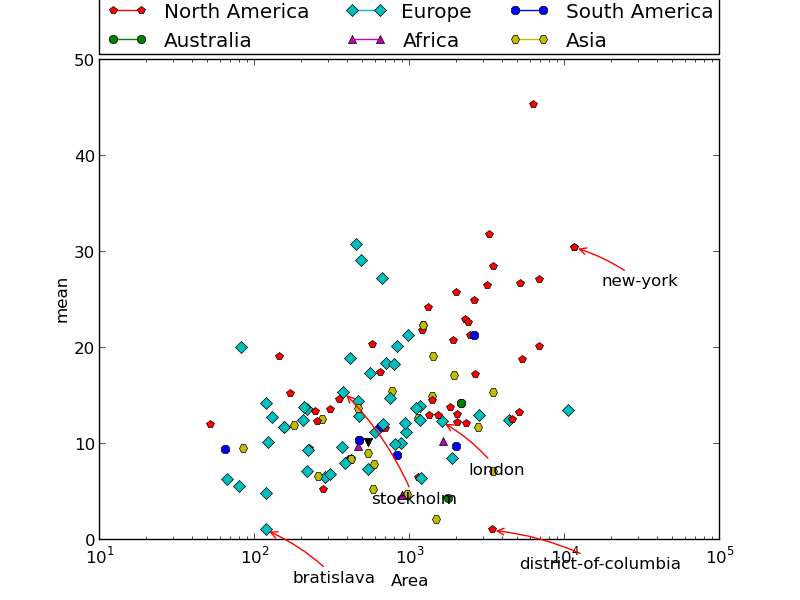 North America Europe South America
Australia Africa Asia
50
40
30
20
10
0
mean
new-york
london
stockholm
district-of-columbia
bratislava
10^1 10^2 10^3 10^4 10^5
Area